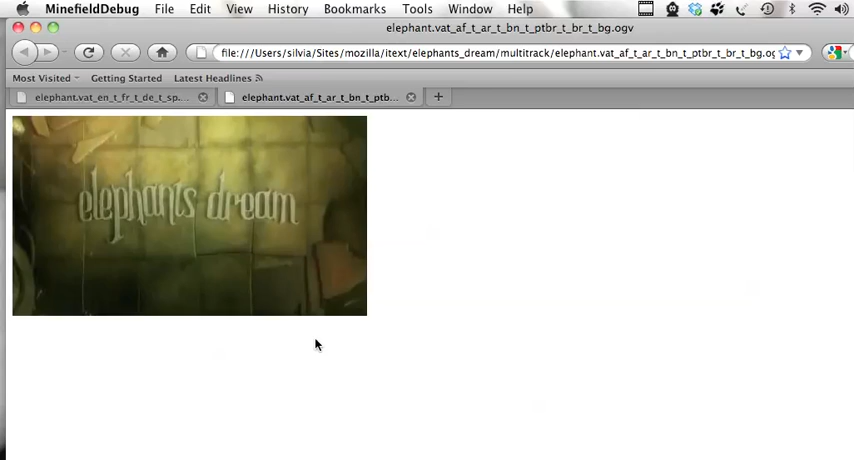 MinefieldDebug File Edit View History Bookmarks Tools Window Help
elephant.vat_af_t_ar_t_bn_t_ptbr_t_br_t_bg.ogv
file:///Users/silvia/Sites/mozilla/itext/elephants_dream/multitrack/elephant.vat_af_t_ar_t_bn_t_ptbr_t_br_t_bg.og
Most Visited Getting Started Latest Headlines
elephant.vat_en_t_fr_t_de_t_sp.... elephant.vat_af_t_ar_t_bn_t_ptb...
elephants dream